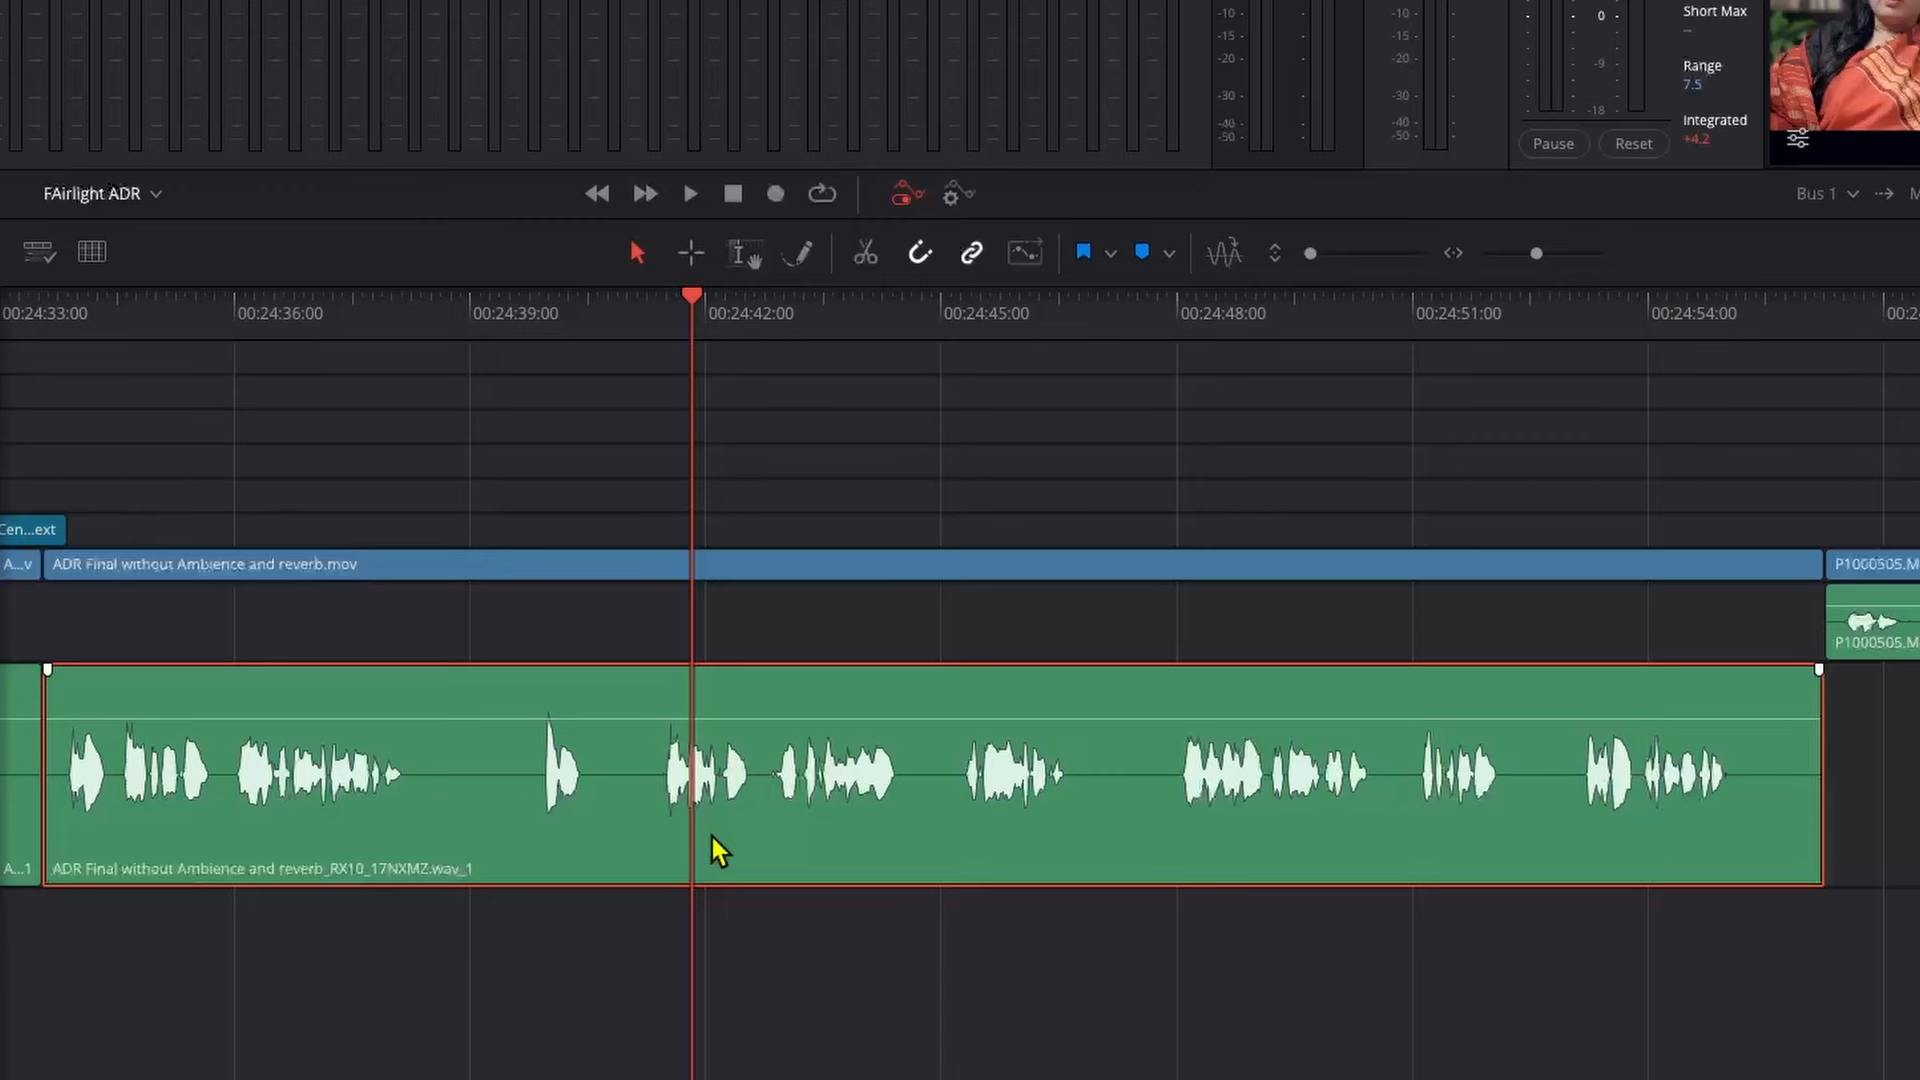 -10 -10 0 Short Max
-15 -15 --
-20 -20 -9 Range
7.5
-30 -30
-18
-40 -40 Integrated
-50 -50 +4.2
Pause Reset
FAirlight ADR Bus 1 M
00:24:33:00 00:24:36:00 00:24:39:00 00:24:42:00 00:24:45:00 00:24:48:00 00:24:51:00 00:24:54:00 00:2
Cen...ext
A...v ADR Final without Ambience and reverb.mov P1000505.M
P1000505.M
A...1 ADR Final without Ambience and reverb_RX10_17NXMZ.wav_1